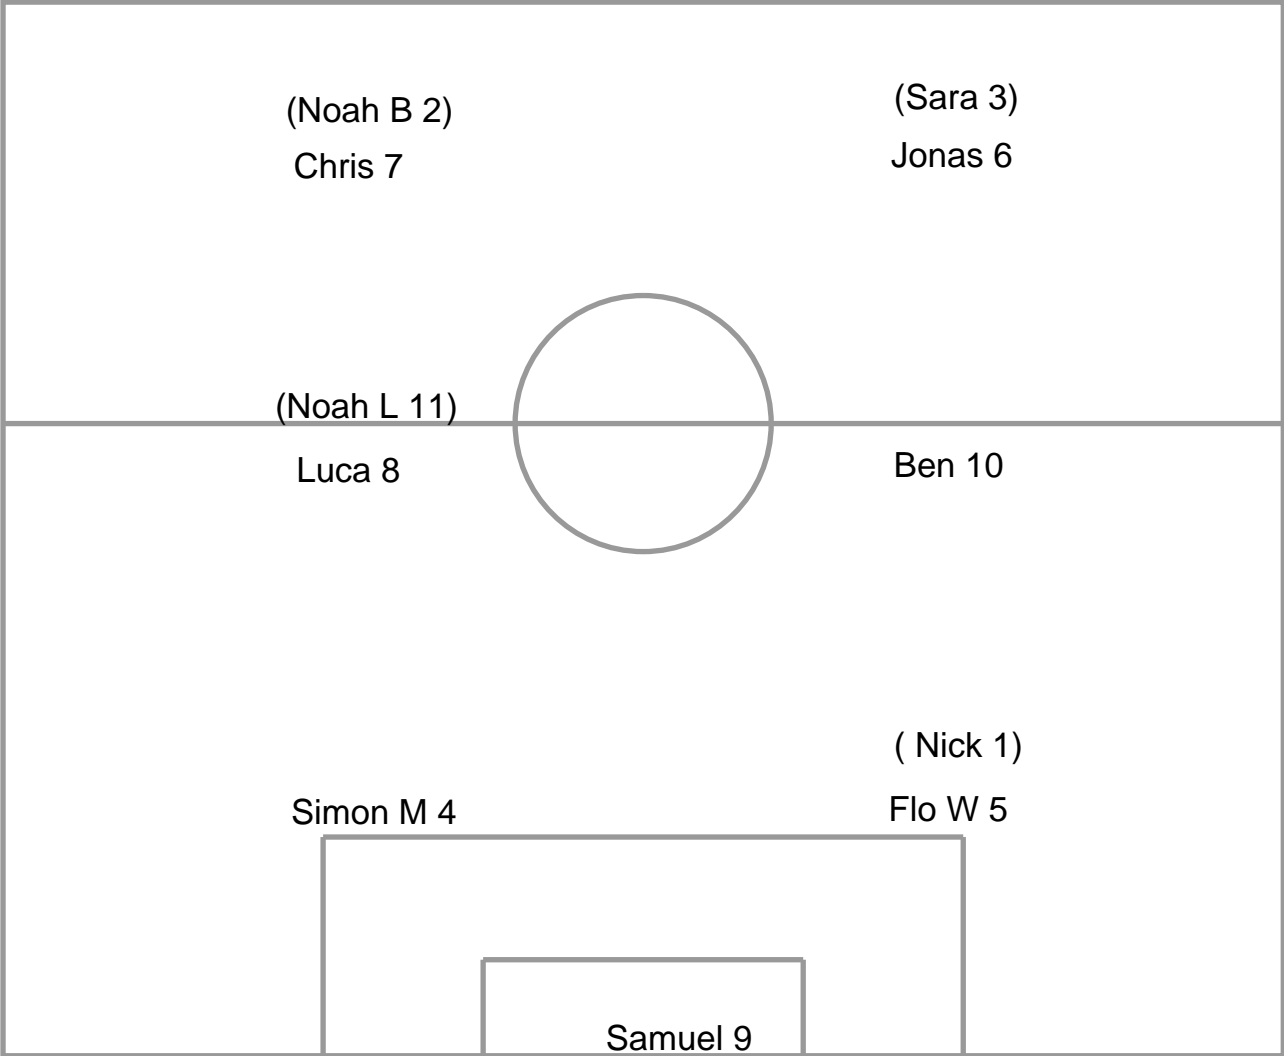 (Noah B 2)
Chris 7
(Sara 3)
Jonas 6
(Noah L 11)
Luca 8
Ben 10
( Nick 1)
Simon M 4
Flo W 5
Samuel 9